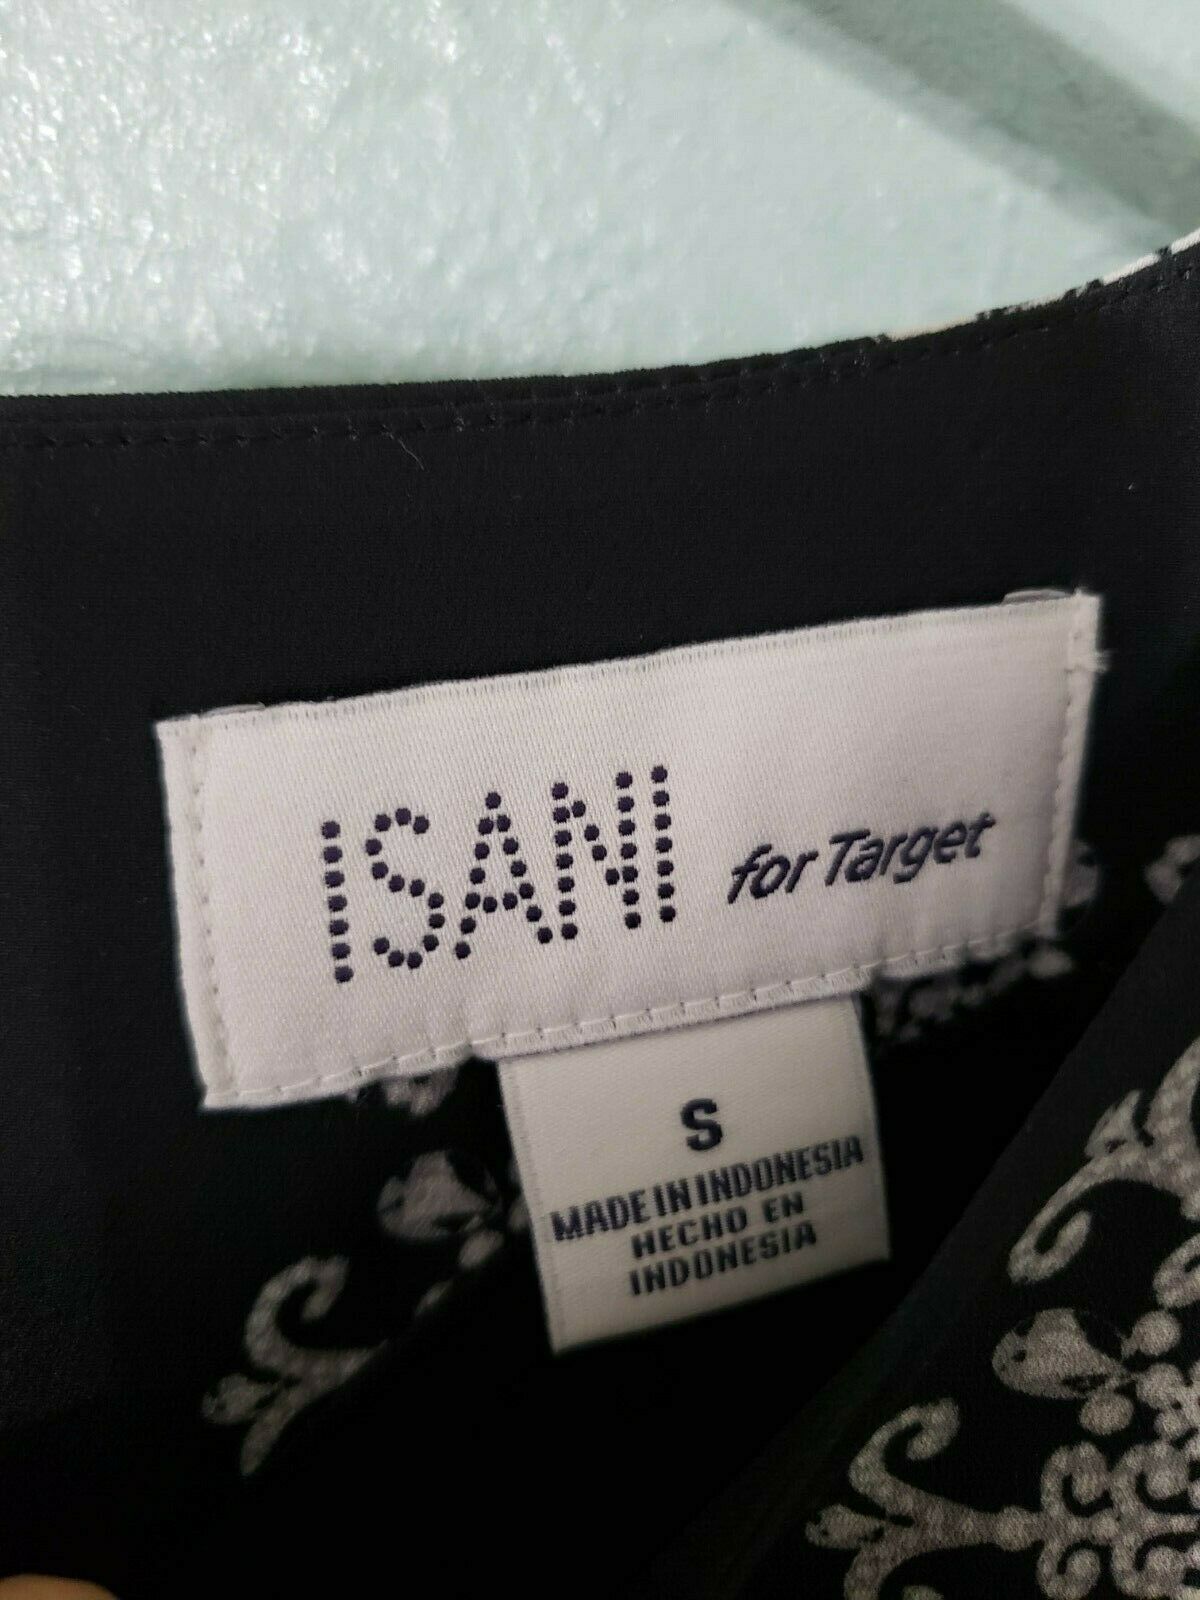 ISANI for Target
S
MADE IN INDONESIA
HECHO EN
INDONESIA